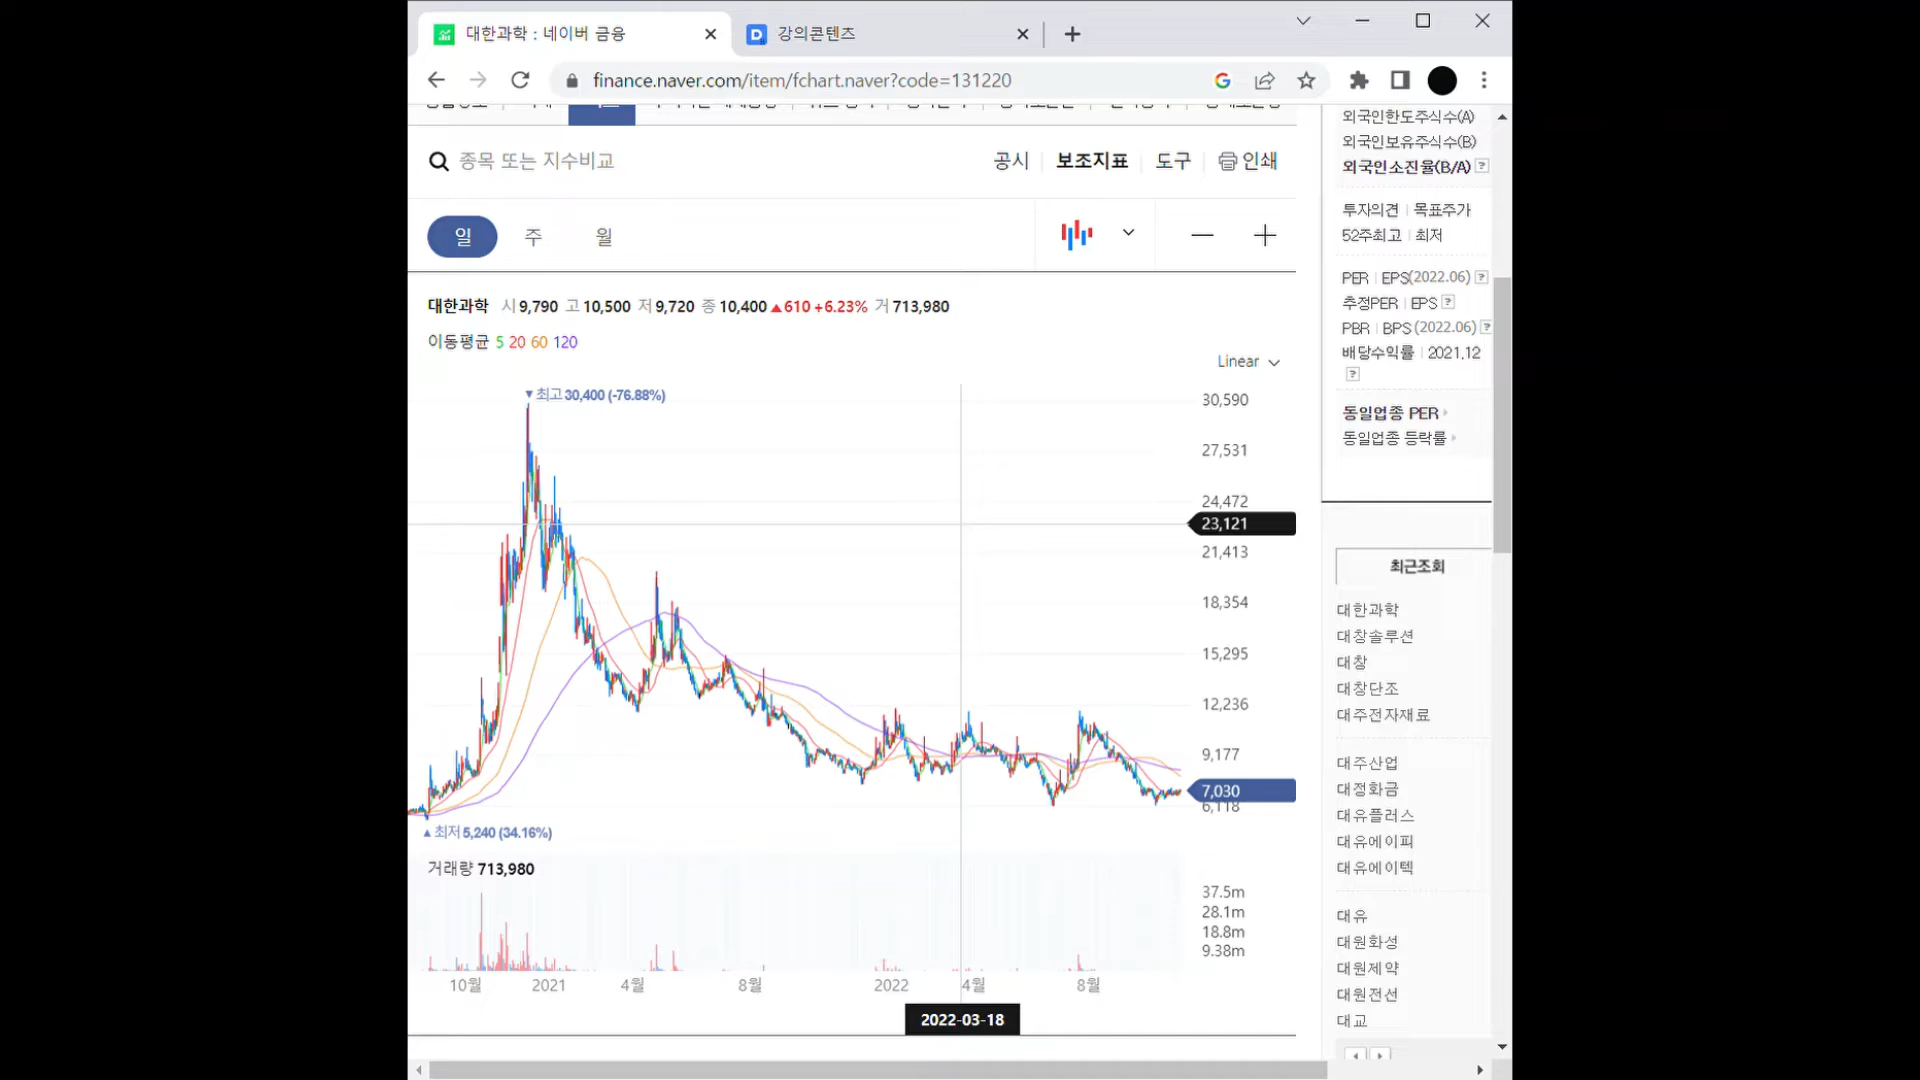 대한과학 : 네이버 금융
강의콘텐츠
finance.naver.com/item/fchart.naver?code=131220
종목 또는 지수비교
공시 보조지표 도구 인쇄
일 주 월
대한과학 시 9,790 고 10,500 저 9,720 종 10,400 ▲610 +6.23% 거 713,980
이동평균 5 20 60 120
Linear
▼최고 30,400 (-76.88%)
30,590
27,531
24,472
23,121
21,413
18,354
15,295
12,236
9,177
7,030
6,118
▲최저 5,240 (34.16%)
거래량 713,980
37.5m
28.1m
18.8m
9.38m
10월 2021 4월 8월 2022 4월 8월
2022-03-18
외국인한도주식수(A)
외국인보유주식수(B)
외국인소진율(B/A) ?
투자의견 | 목표주가
52주최고 | 최저
PER | EPS(2022.06) ?
추정PER | EPS ?
PBR | BPS (2022.06) ?
배당수익률 | 2021.12
?
동일업종 PER
동일업종 등락률
최근조회
대한과학
대창솔루션
대창
대창단조
대주전자재료
대주산업
대정화금
대유플러스
대유에이피
대유에이텍
대유
대원화성
대원제약
대원전선
대교